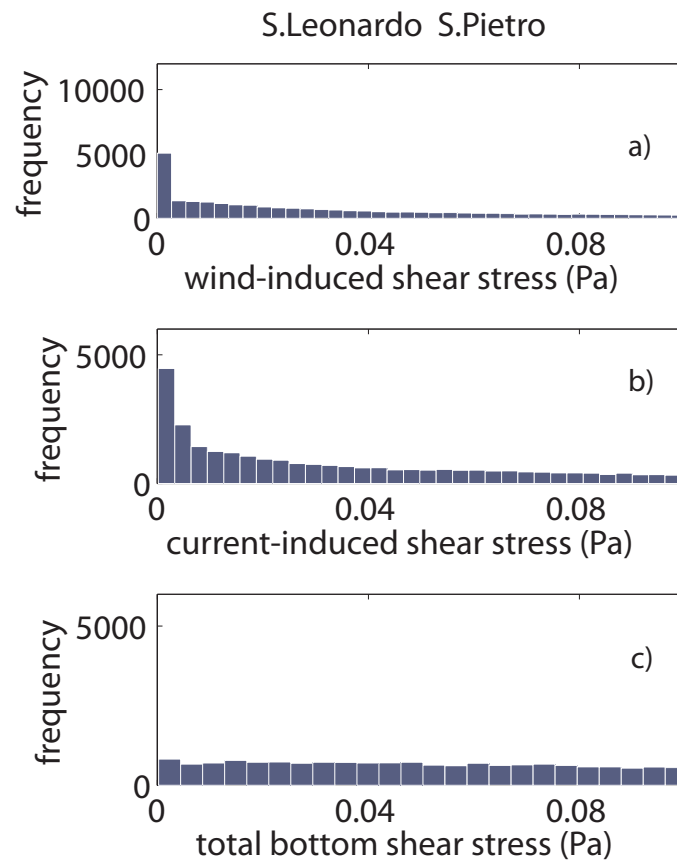 S.Leonardo S.Pietro
10000
5000
0
frequency
a)
0 0.04 0.08
wind-induced shear stress (Pa)
5000
0
frequency
b)
0 0.04 0.08
current-induced shear stress (Pa)
5000
0
frequency
c)
0 0.04 0.08
total bottom shear stress (Pa)